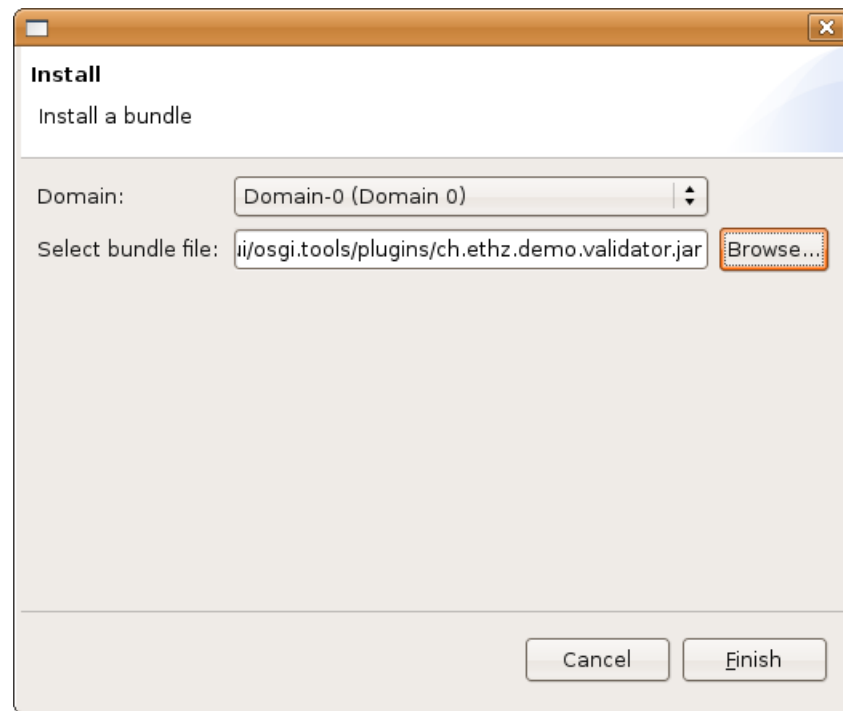 Install
Install a bundle
Domain: Domain-0 (Domain 0)
Select bundle file: ui/osgi.tools/plugins/ch.ethz.demo.validator.jar Browse...
Cancel Finish